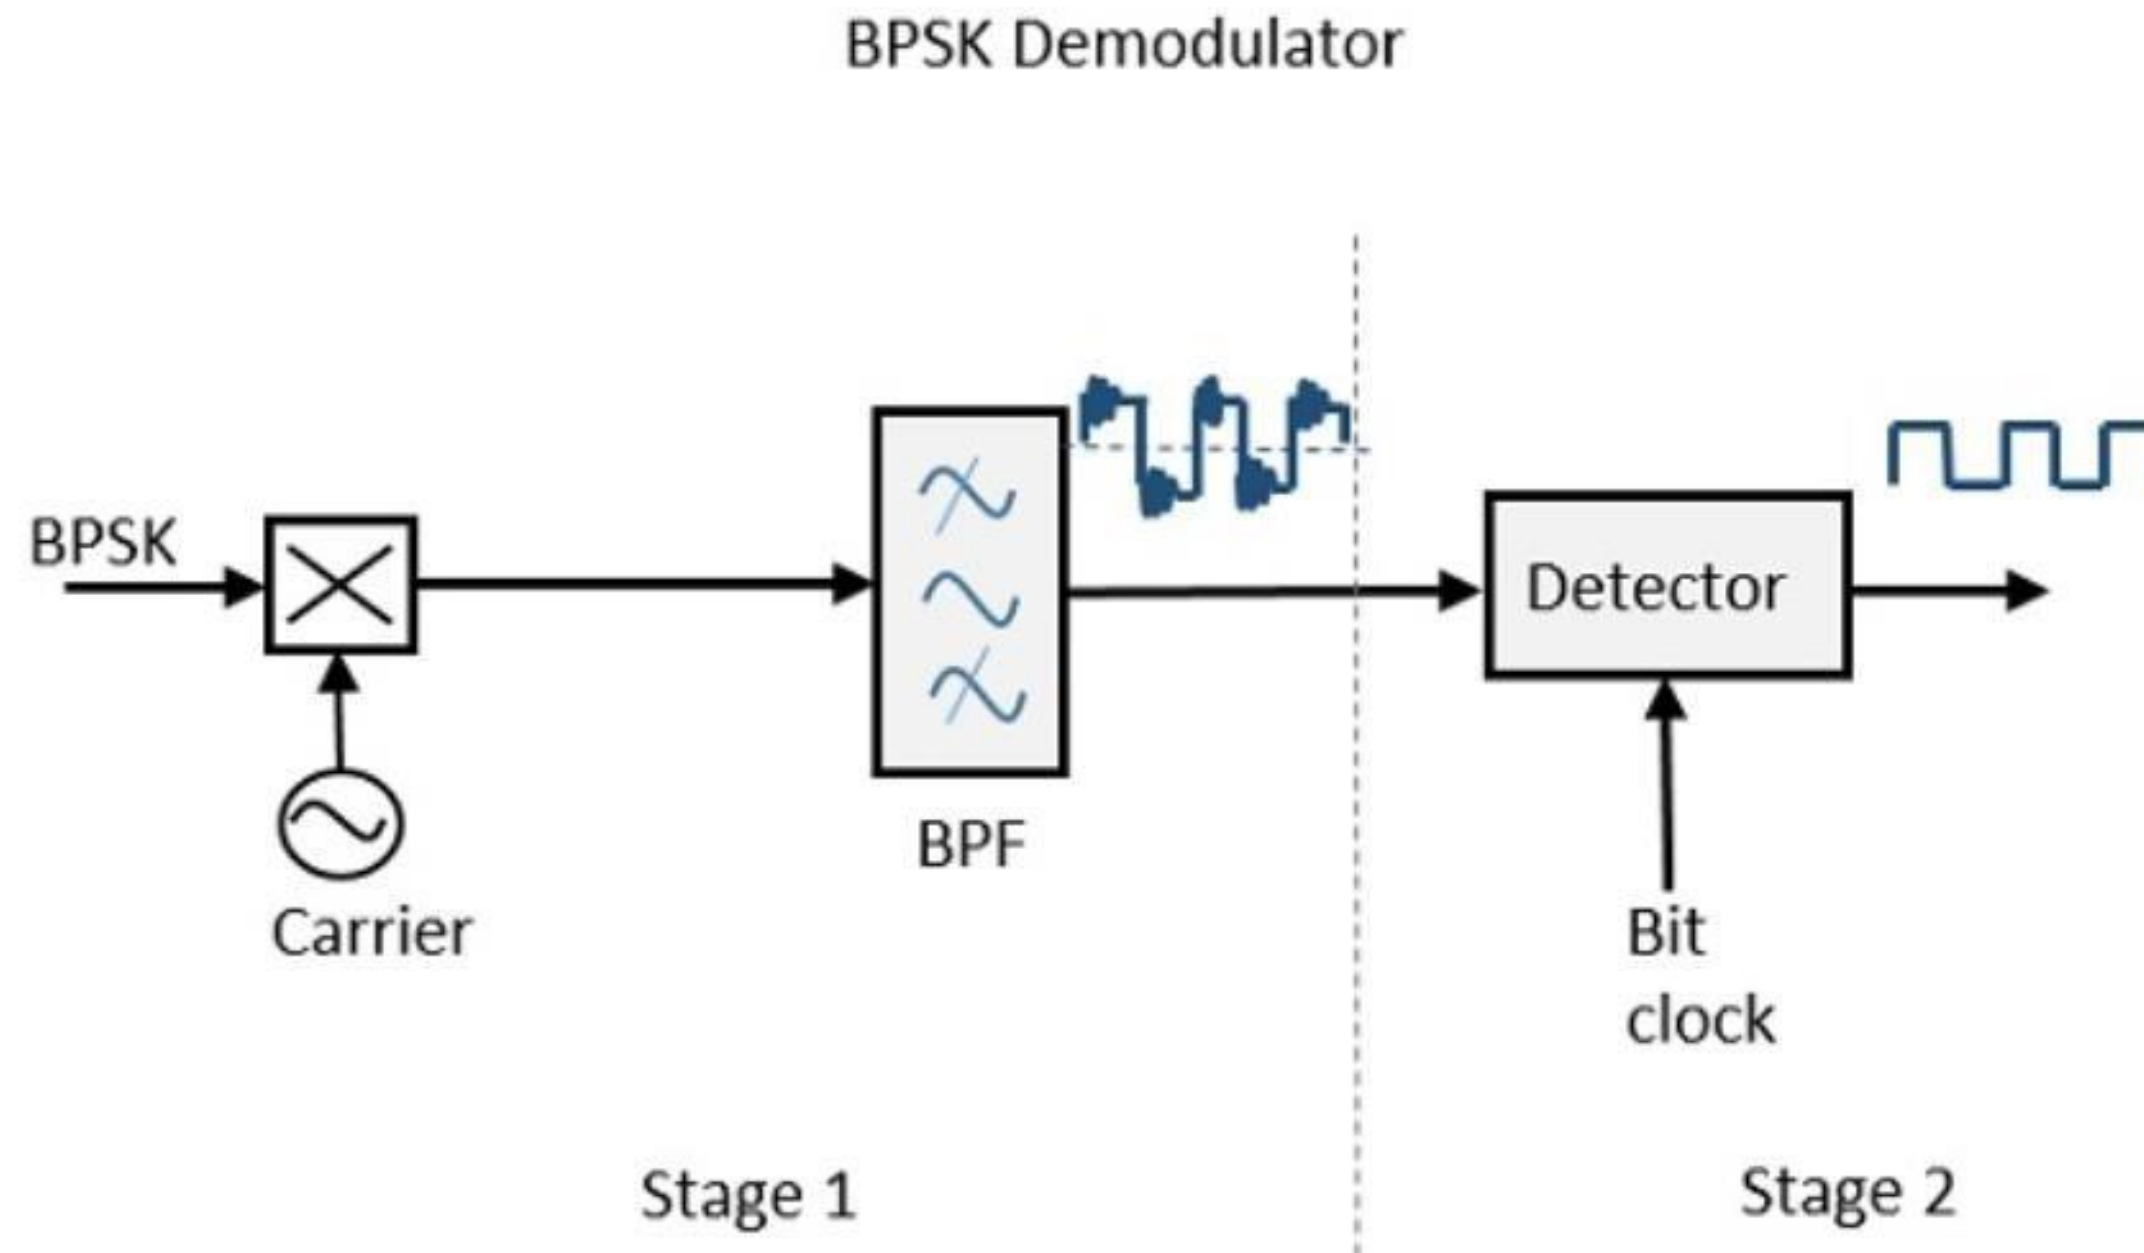 BPSK Demodulator
BPSK
Detector
BPF
Carrier
Bit
clock
Stage 1
Stage 2